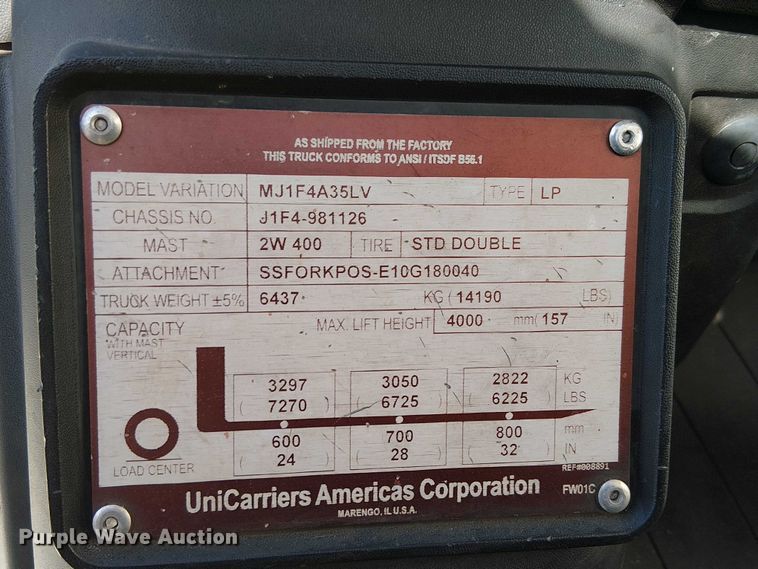 AS SHIPPED FROM THE FACTORY
THIS TRUCK CONFORMS TO ANSI / ITSDF B56.1
MODEL VARIATION MJ1F4A35LV TYPE LP
CHASSIS NO. J1F4-981126
MAST 2W 400 TIRE STD DOUBLE
ATTACHMENT SSFORKPOS-E10G180040
TRUCK WEIGHT ±5% 6437 KG ( 14190 LBS)
CAPACITY MAX. LIFT HEIGHT 4000 mm ( 157 IN)
WITH MAST
VERTICAL
3297 3050 2822 KG
( 7270 ) ( 6725 ) ( 6225 ) LBS
600 700 800 mm
( 24 ) ( 28 ) ( 32 ) IN
LOAD CENTER REF#008891
UniCarriers Americas Corporation FW01C
MARENGO, IL U.S.A.
Purple Wave Auction